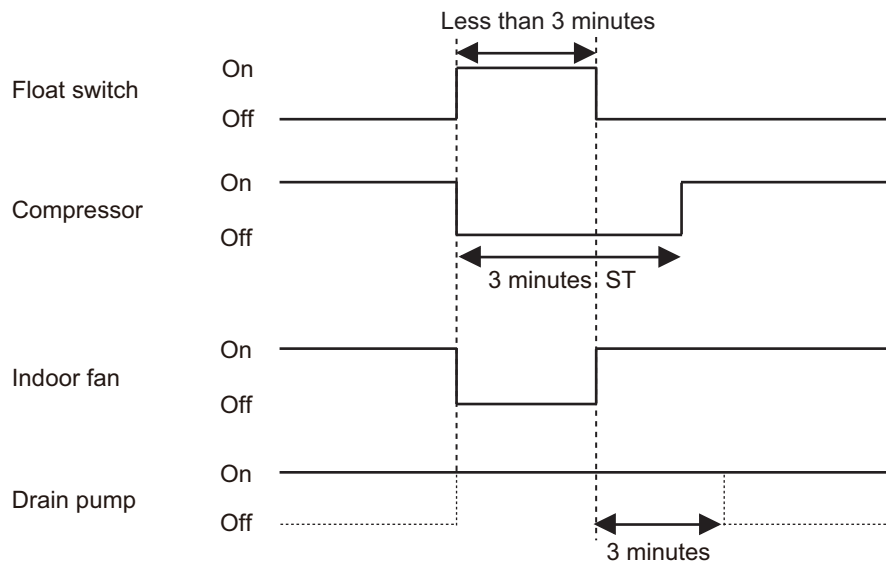 Less than 3 minutes
On
Float switch
Off
On
Compressor
Off
3 minutes ST
On
Indoor fan
Off
On
Drain pump
Off
3 minutes